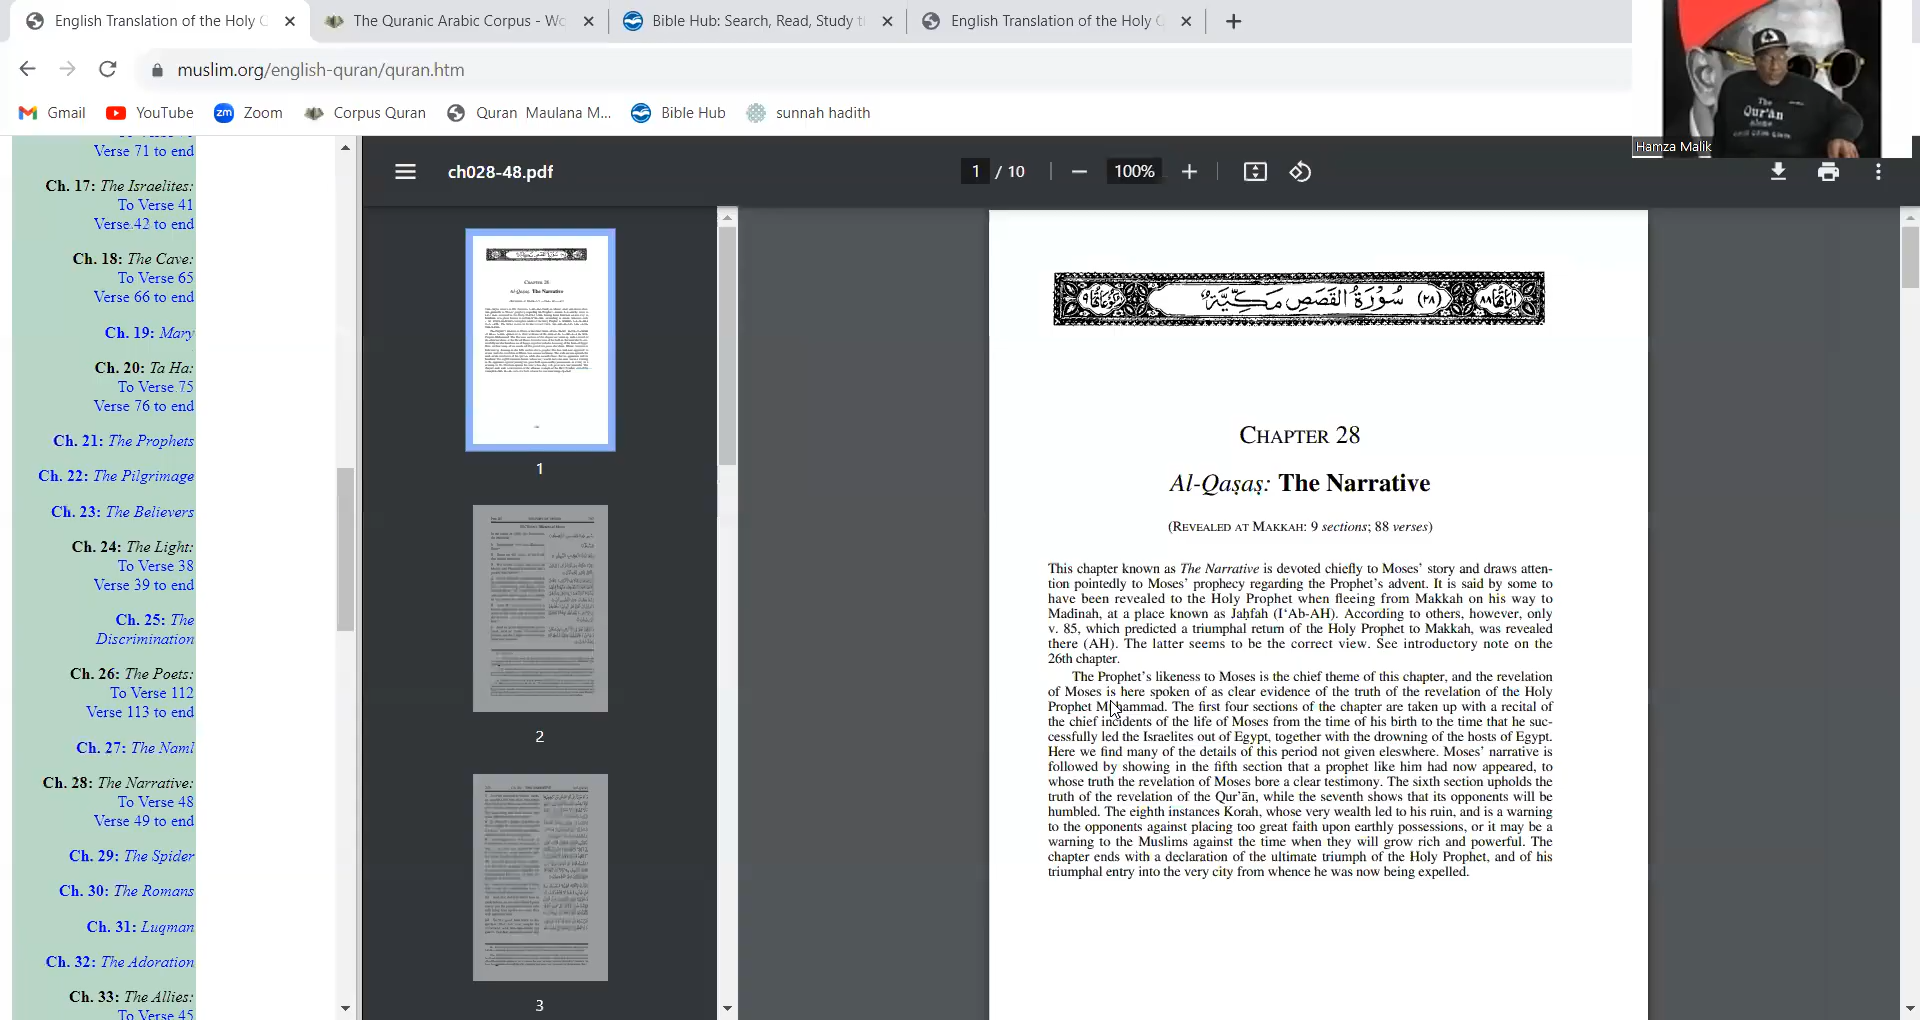 English Translation of the Holy Q
The Quranic Arabic Corpus - Wo
Bible Hub: Search, Read, Study t
English Translation of the Holy Q
muslim.org/english-quran/quran.htm
Gmail
YouTube
zm Zoom
Corpus Quran
Quran Maulana M...
Bible Hub
sunnah hadith
The
Qur'an
alone
Hamza Malik
Verse 71 to end
Ch. 17: The Israelites:
To Verse 41
Verse 42 to end
Ch. 18: The Cave:
To Verse 65
Verse 66 to end
Ch. 19: Mary
Ch. 20: Ta Ha:
To Verse 75
Verse 76 to end
Ch. 21: The Prophets
Ch. 22: The Pilgrimage
Ch. 23: The Believers
Ch. 24: The Light:
To Verse 38
Verse 39 to end
Ch. 25: The
Discrimination
Ch. 26: The Poets:
To Verse 112
Verse 113 to end
Ch. 27: The Naml
Ch. 28: The Narrative:
To Verse 48
Verse 49 to end
Ch. 29: The Spider
Ch. 30: The Romans
Ch. 31: Luqman
Ch. 32: The Adoration
Ch. 33: The Allies:
To Verse 45
ch028-48.pdf
1 / 10
100%
1
2
3
سُوْرَةُ الْقَصَصِ مَكِّيَّةٌ (٢٨)
CHAPTER 28
Al-Qaṣaṣ: The Narrative
(REVEALED AT MAKKAH: 9 sections; 88 verses)
This chapter known as The Narrative is devoted chiefly to Moses' story and draws atten-
tion pointedly to Moses' prophecy regarding the Prophet's advent. It is said by some to
have been revealed to the Holy Prophet when fleeing from Makkah on his way to
Madinah, at a place known as Jaḥfah (I‘Ab-AH). According to others, however, only
v. 85, which predicted a triumphal return of the Holy Prophet to Makkah, was revealed
there (AH). The latter seems to be the correct view. See introductory note on the
26th chapter.
The Prophet's likeness to Moses is the chief theme of this chapter, and the revelation
of Moses is here spoken of as clear evidence of the truth of the revelation of the Holy
Prophet Muḥammad. The first four sections of the chapter are taken up with a recital of
the chief incidents of the life of Moses from the time of his birth to the time that he suc-
cessfully led the Israelites out of Egypt, together with the drowning of the hosts of Egypt.
Here we find many of the details of this period not given eleswhere. Moses' narrative is
followed by showing in the fifth section that a prophet like him had now appeared, to
whose truth the revelation of Moses bore a clear testimony. The sixth section upholds the
truth of the revelation of the Qur'ān, while the seventh shows that its opponents will be
humbled. The eighth instances Korah, whose very wealth led to his ruin, and is a warning
to the opponents against placing too great faith upon earthly possessions, or it may be a
warning to the Muslims against the time when they will grow rich and powerful. The
chapter ends with a declaration of the ultimate triumph of the Holy Prophet, and of his
triumphal entry into the very city from whence he was now being expelled.